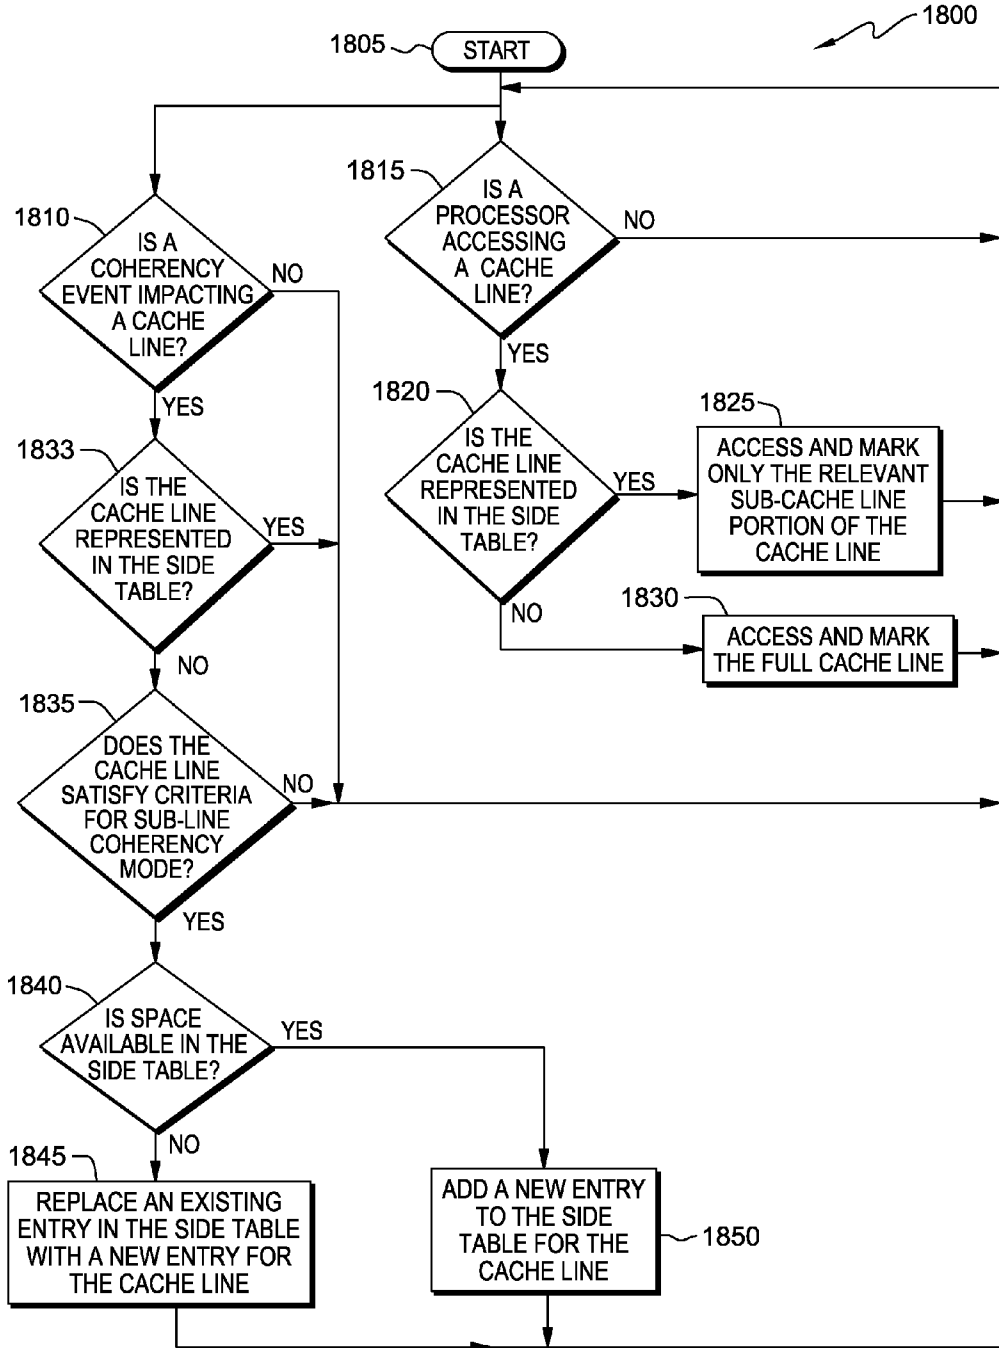 1800
1805
START
1815
IS A
PROCESSOR
ACCESSING
A CACHE
LINE?
NO
YES
1810
IS A
COHERENCY
EVENT IMPACTING
A CACHE
LINE?
NO
YES
1820
IS THE
CACHE LINE
REPRESENTED
IN THE SIDE
TABLE?
YES
NO
1825
ACCESS AND MARK
ONLY THE RELEVANT
SUB-CACHE LINE
PORTION OF THE
CACHE LINE
1830
ACCESS AND MARK
THE FULL CACHE LINE
1833
IS THE
CACHE LINE
REPRESENTED
IN THE SIDE
TABLE?
YES
NO
1835
DOES THE
CACHE LINE
SATISFY CRITERIA
FOR SUB-LINE
COHERENCY
MODE?
NO
YES
1840
IS SPACE
AVAILABLE IN THE
SIDE TABLE?
YES
NO
1845
REPLACE AN EXISTING
ENTRY IN THE SIDE TABLE
WITH A NEW ENTRY FOR
THE CACHE LINE
ADD A NEW ENTRY
TO THE SIDE
TABLE FOR THE
CACHE LINE
1850